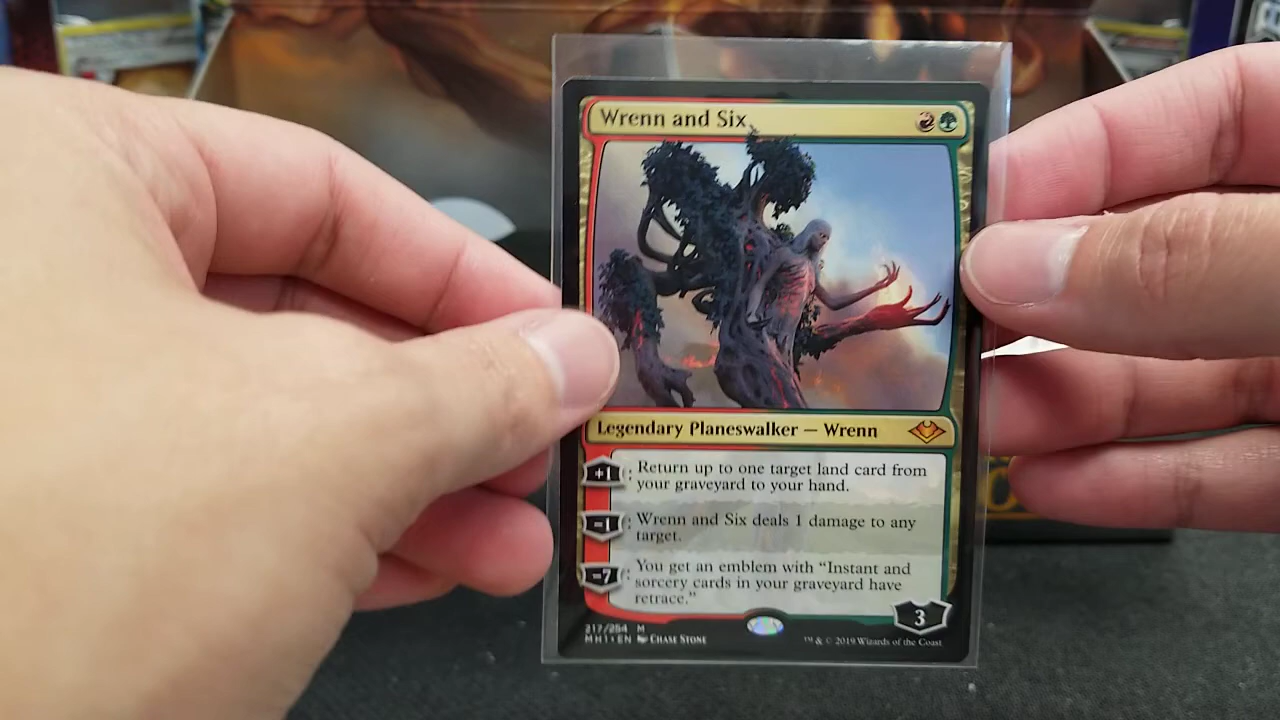 Wrenn and Six
Legendary Planeswalker — Wrenn
+1: Return up to one target land card from
your graveyard to your hand.
−1: Wrenn and Six deals 1 damage to any
target.
−7: You get an emblem with “Instant and
sorcery cards in your graveyard have
retrace.”
3
217/254 M
MH1 • EN Chase Stone
™ & © 2019 Wizards of the Coast